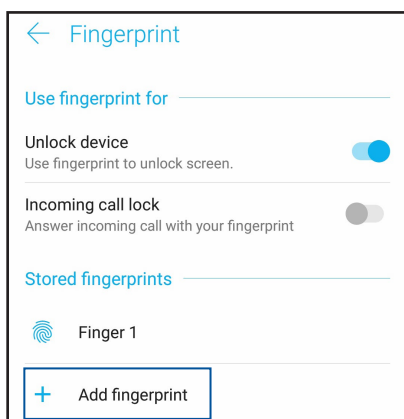 Fingerprint
Use fingerprint for
Unlock device
Use fingerprint to unlock screen.
Incoming call lock
Answer incoming call with your fingerprint
Stored fingerprints
Finger 1
Add fingerprint